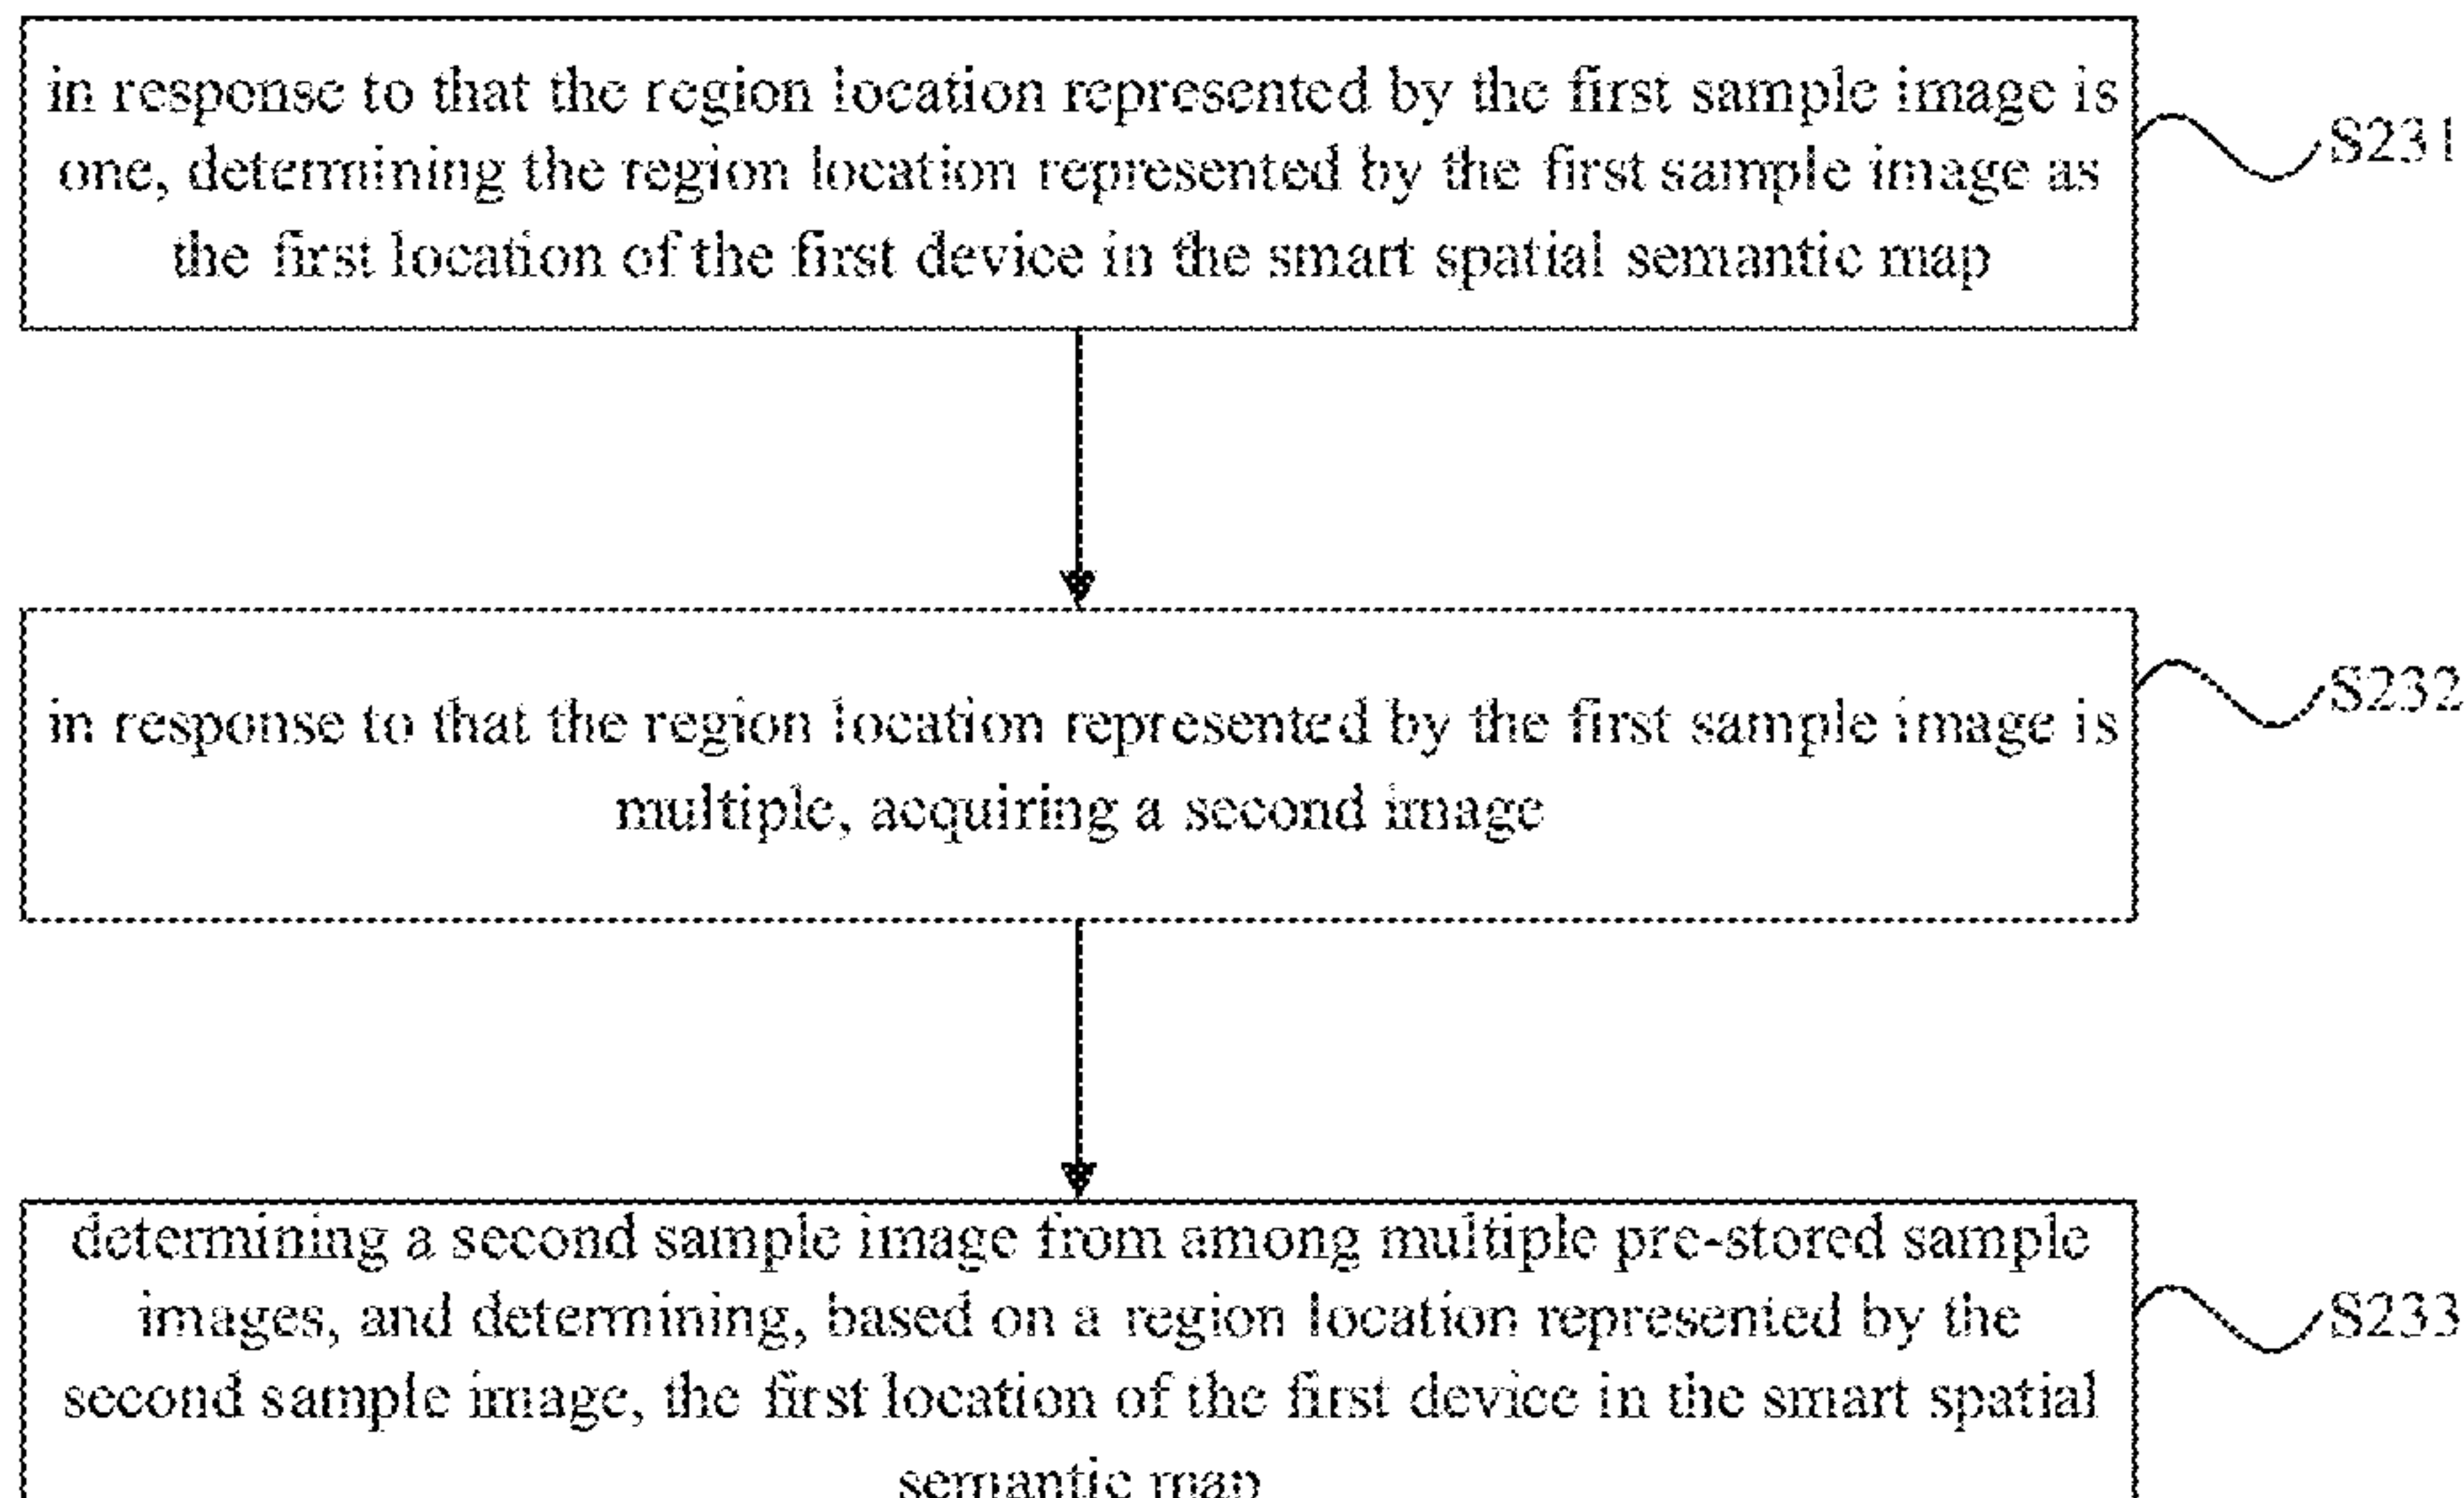 in response to that the region location represented by the first sample image is
one, determining the region location represented by the first sample image as
the first location of the first device in the smart spatial semantic map
S231
in response to that the region location represented by the first sample image is
multiple, acquiring a second image
S232
determining a second sample image from among multiple pre-stored sample
images, and determining, based on a region location represented by the
second sample image, the first location of the first device in the smart spatial
semantic map
S233